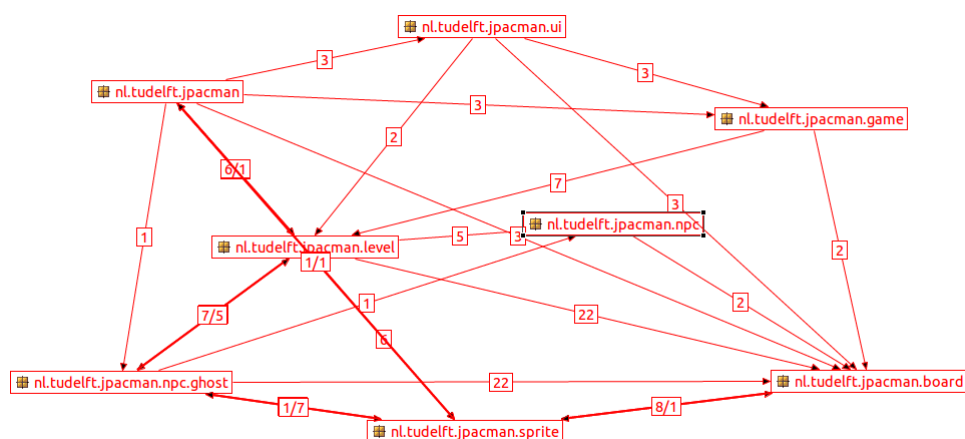 nl.tudelft.jpacman.ui
3
3
nl.tudelft.jpacman
3
nl.tudelft.jpacman.game
2
6/1
7
3
nl.tudelft.jpacman.npc
1
5
3
nl.tudelft.jpacman.level
2
1/1
1
2
7/5
22
6
nl.tudelft.jpacman.npc.ghost
22
nl.tudelft.jpacman.board
1/7
8/1
nl.tudelft.jpacman.sprite